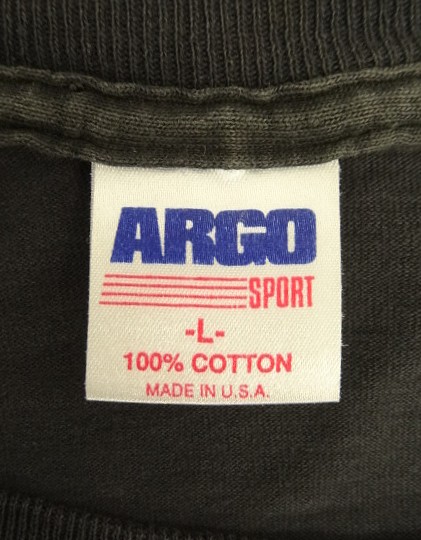 ARGO
SPORT
-L-
100% COTTON
MADE IN U.S.A.